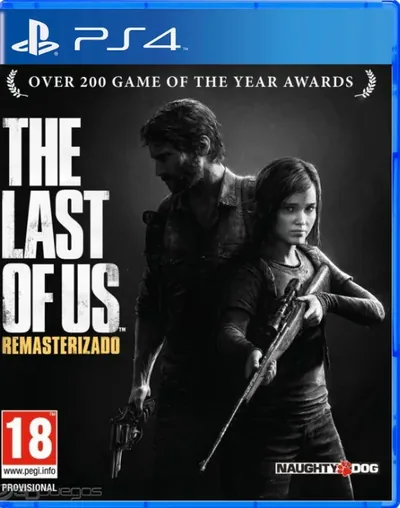 PS4
OVER 200 GAME OF THE YEAR AWARDS
THE
LAST
OF US™
REMASTERIZADO
18
www.pegi.info
PROVISIONAL
NAUGHTY DOG